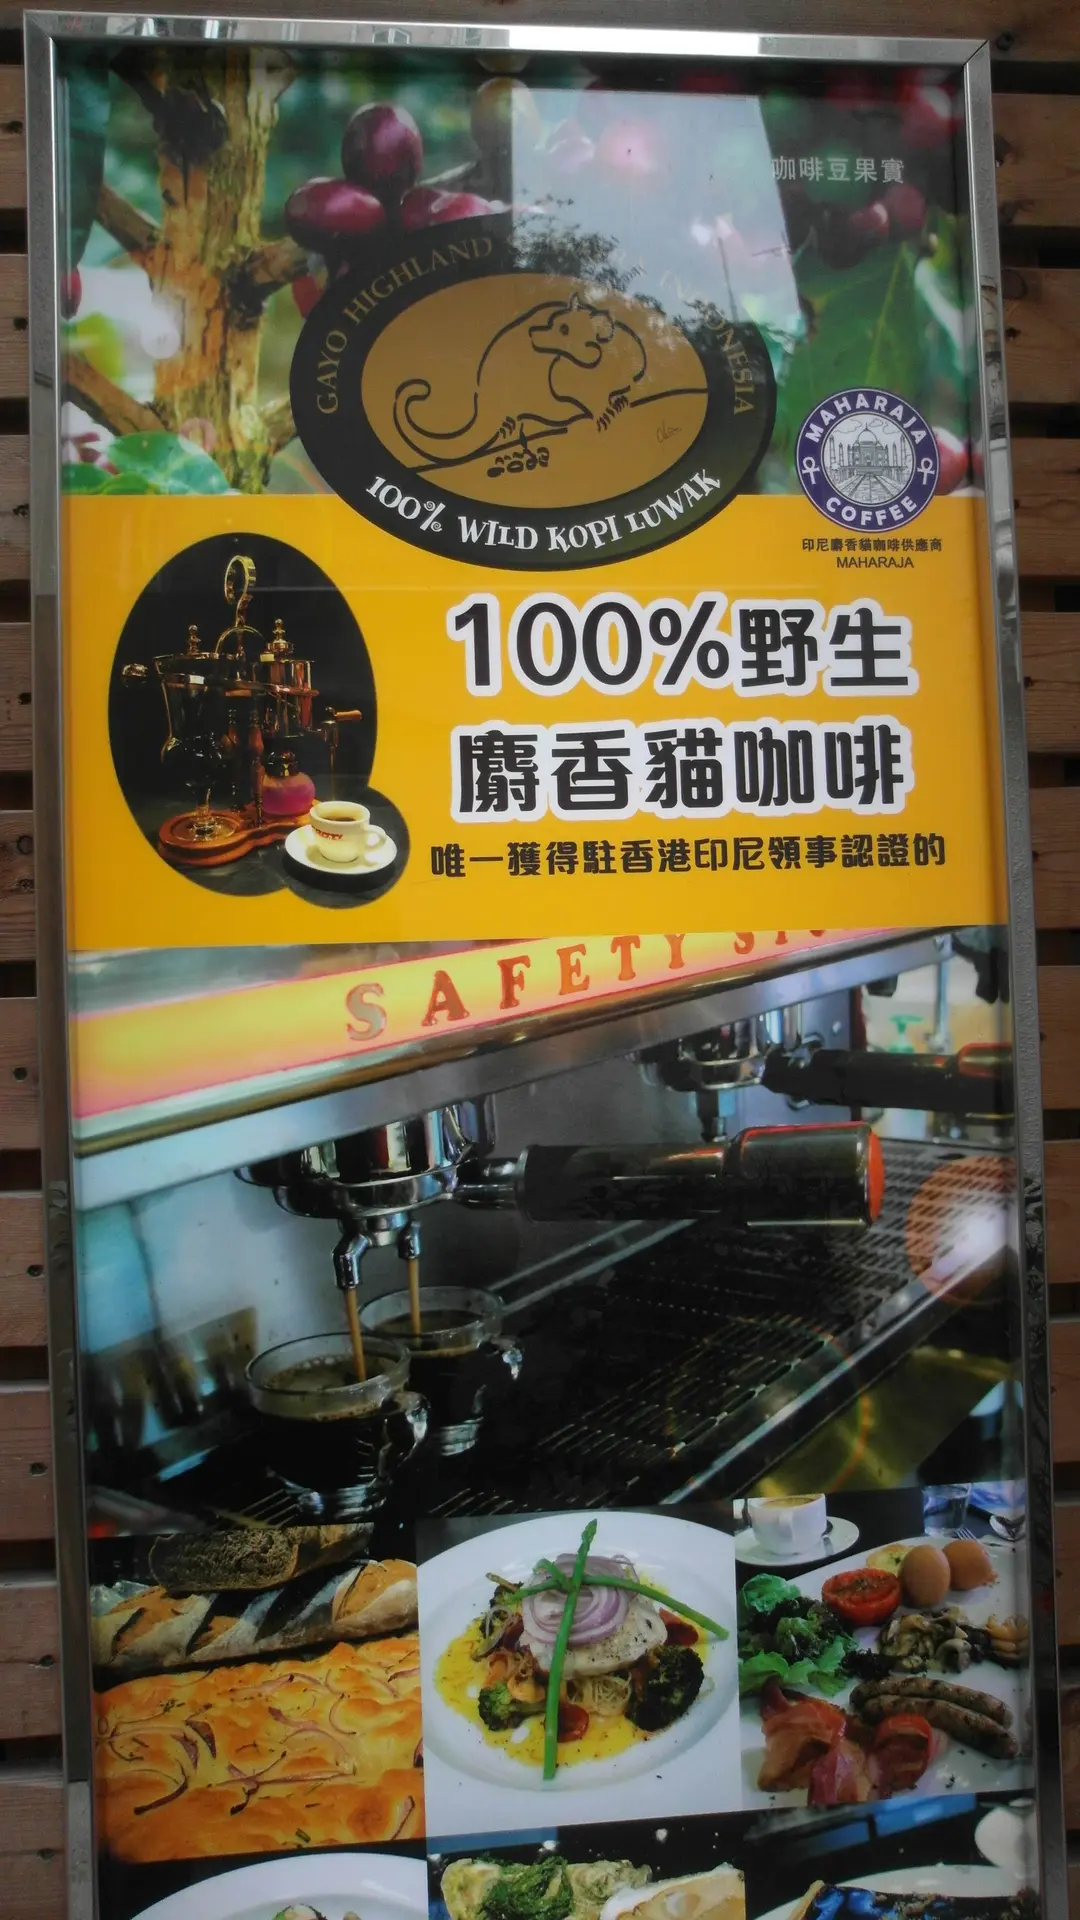 咖啡豆果實
GAYO HIGHLAND SUMATRA INDONESIA
100% WILD KOPI LUWAK
MAHARAJA
COFFEE
印尼麝香貓咖啡供應商
MAHARAJA
100%野生
麝香貓咖啡
唯一獲得駐香港印尼領事認證的
SAFETY